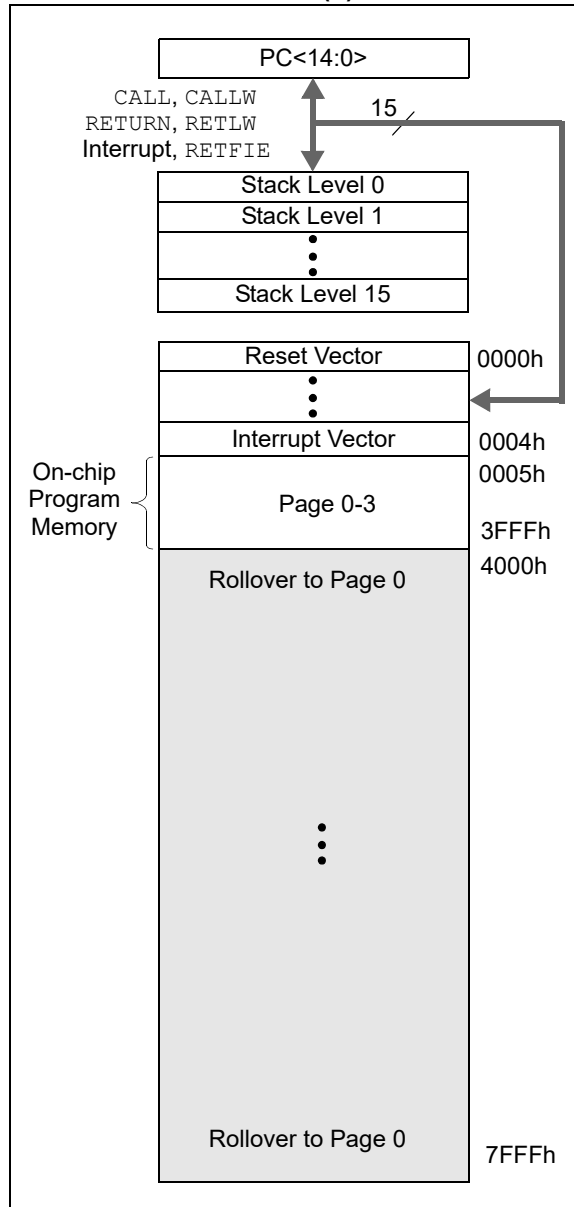 PC<14:0>
CALL, CALLW
RETURN, RETLW
Interrupt, RETFIE
15
Stack Level 0
Stack Level 1
Stack Level 15
Reset Vector
0000h
Interrupt Vector
0004h
On-chip
Program
Memory
Page 0-3
0005h
3FFFh
Rollover to Page 0
4000h
Rollover to Page 0
7FFFh